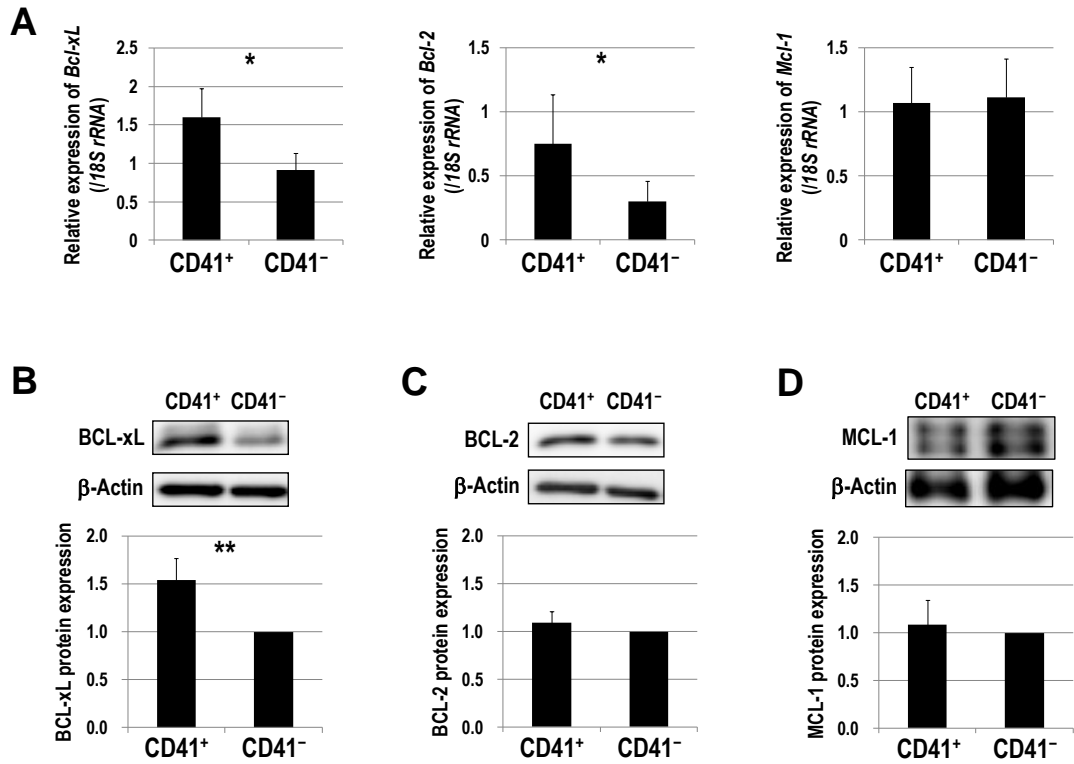 A
Relative expression of Bcl-xL
(/18S rRNA)
2.5
2
1.5
1
0.5
0
*
CD41⁺ CD41⁻
Relative expression of Bcl-2
(/18S rRNA)
1.5
1
0.5
0
*
CD41⁺ CD41⁻
Relative expression of Mcl-1
(/18S rRNA)
1.5
1
0.5
0
CD41⁺ CD41⁻
B
CD41⁺ CD41⁻
BCL-xL
β-Actin
BCL-xL protein expression
2.0
1.5
1.0
0.5
0.0
**
CD41⁺ CD41⁻
C
CD41⁺ CD41⁻
BCL-2
β-Actin
BCL-2 protein expression
2.0
1.5
1.0
0.5
0.0
CD41⁺ CD41⁻
D
CD41⁺ CD41⁻
MCL-1
β-Actin
MCL-1 protein expression
2.0
1.5
1.0
0.5
0.0
CD41⁺ CD41⁻